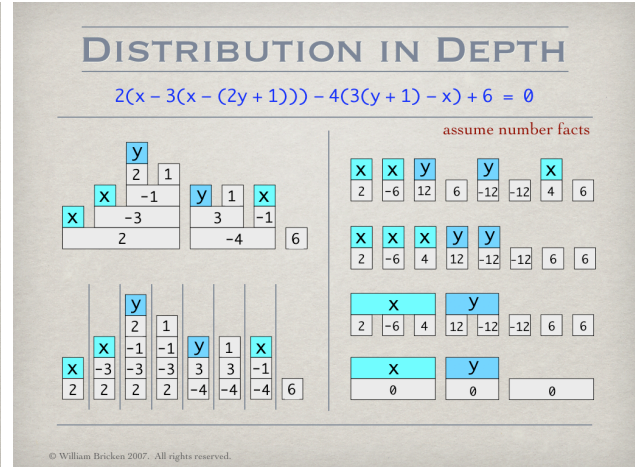 DISTRIBUTION IN DEPTH
2(x – 3(x – (2y + 1))) – 4(3(y + 1) – x) + 6 = 0
assume number facts
y
2 1
x -1 y 1 x
x -3 3 -1
2 -4 6
y
2 1
x -1 -1 y 1 x
x -3 -3 -3 3 3 -1
2 2 2 2 -4 -4 -4 6
x x y y x
2 -6 12 6 -12 -12 4 6
x x x y y
2 -6 4 12 -12 -12 6 6
x y
2 -6 4 12 -12 -12 6 6
x y
0 0 0
© William Bricken 2007. All rights reserved.